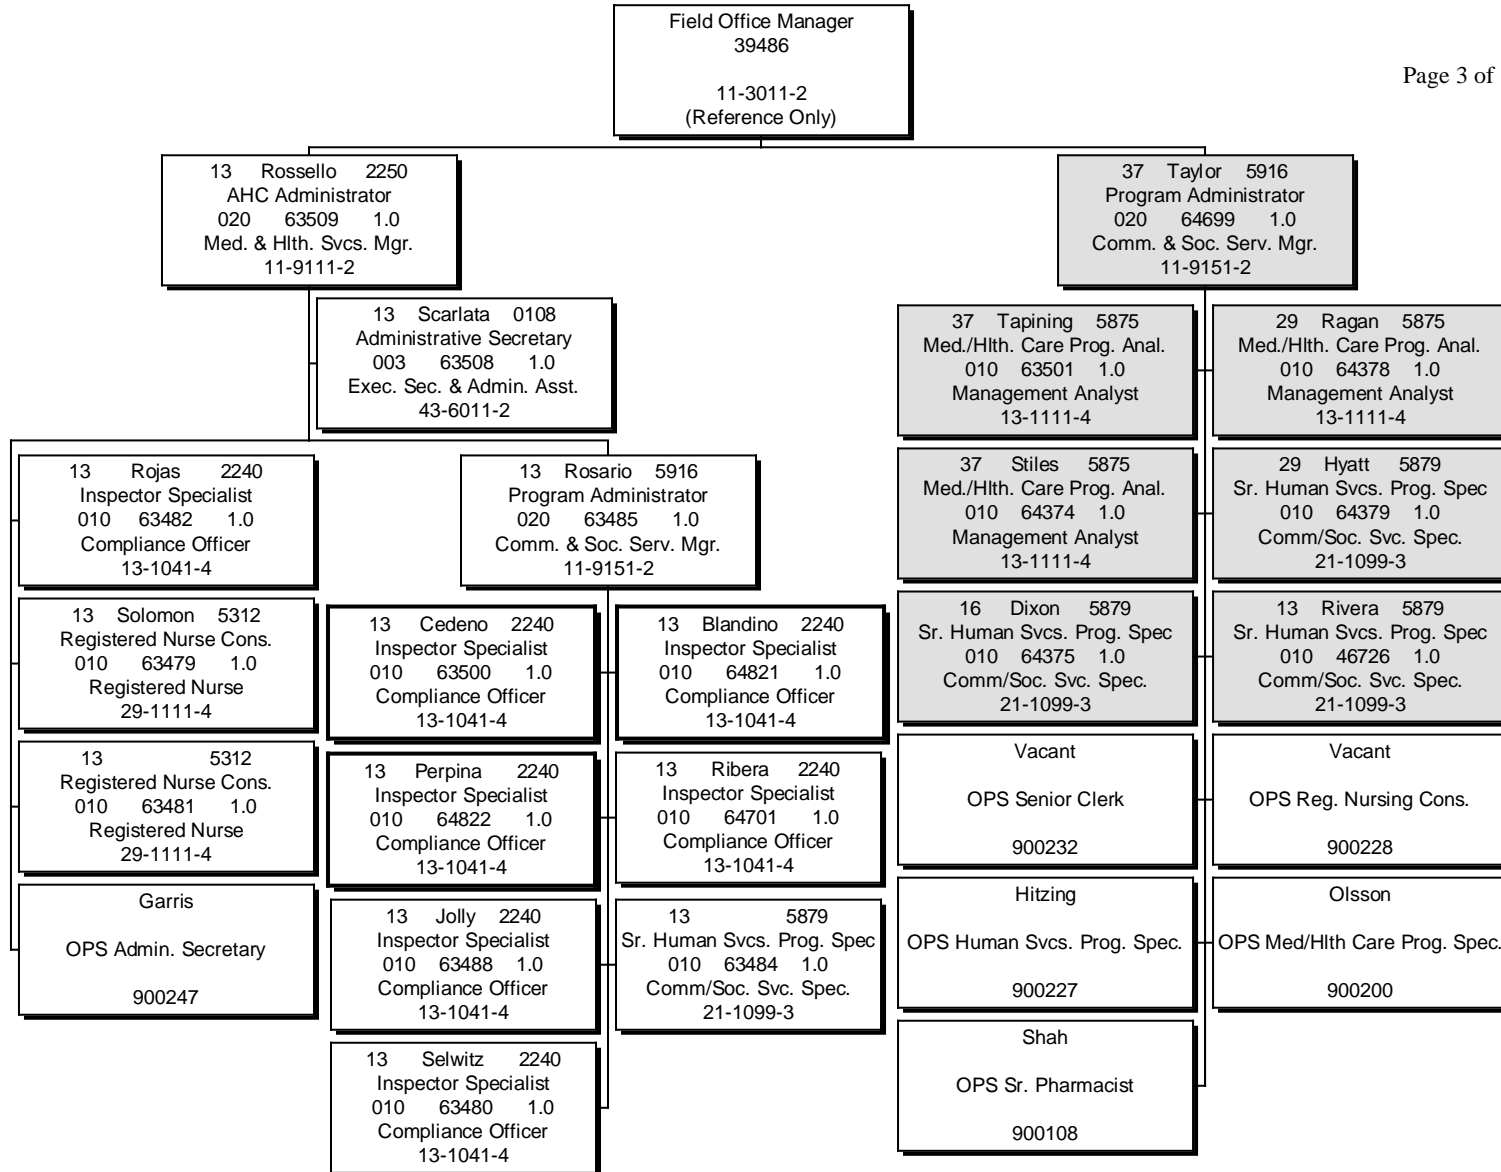 Field Office Manager
39486
11-3011-2
(Reference Only)
Page 3 of
13 Rossello 2250
AHC Administrator
020 63509 1.0
Med. & Hlth. Svcs. Mgr.
11-9111-2
37 Taylor 5916
Program Administrator
020 64699 1.0
Comm. & Soc. Serv. Mgr.
11-9151-2
13 Scarlata 0108
Administrative Secretary
003 63508 1.0
Exec. Sec. & Admin. Asst.
43-6011-2
37 Tapining 5875
Med./Hlth. Care Prog. Anal.
010 63501 1.0
Management Analyst
13-1111-4
29 Ragan 5875
Med./Hlth. Care Prog. Anal.
010 64378 1.0
Management Analyst
13-1111-4
13 Rojas 2240
Inspector Specialist
010 63482 1.0
Compliance Officer
13-1041-4
13 Rosario 5916
Program Administrator
020 63485 1.0
Comm. & Soc. Serv. Mgr.
11-9151-2
37 Stiles 5875
Med./Hlth. Care Prog. Anal.
010 64374 1.0
Management Analyst
13-1111-4
29 Hyatt 5879
Sr. Human Svcs. Prog. Spec
010 64379 1.0
Comm/Soc. Svc. Spec.
21-1099-3
13 Solomon 5312
Registered Nurse Cons.
010 63479 1.0
Registered Nurse
29-1111-4
13 Cedeno 2240
Inspector Specialist
010 63500 1.0
Compliance Officer
13-1041-4
13 Blandino 2240
Inspector Specialist
010 64821 1.0
Compliance Officer
13-1041-4
16 Dixon 5879
Sr. Human Svcs. Prog. Spec
010 64375 1.0
Comm/Soc. Svc. Spec.
21-1099-3
13 Rivera 5879
Sr. Human Svcs. Prog. Spec
010 46726 1.0
Comm/Soc. Svc. Spec.
21-1099-3
13 5312
Registered Nurse Cons.
010 63481 1.0
Registered Nurse
29-1111-4
13 Perpina 2240
Inspector Specialist
010 64822 1.0
Compliance Officer
13-1041-4
13 Ribera 2240
Inspector Specialist
010 64701 1.0
Compliance Officer
13-1041-4
Vacant
OPS Senior Clerk
900232
Vacant
OPS Reg. Nursing Cons.
900228
Garris
OPS Admin. Secretary
900247
13 Jolly 2240
Inspector Specialist
010 63488 1.0
Compliance Officer
13-1041-4
13 5879
Sr. Human Svcs. Prog. Spec
010 63484 1.0
Comm/Soc. Svc. Spec.
21-1099-3
Hitzing
OPS Human Svcs. Prog. Spec.
900227
Olsson
OPS Med/Hlth Care Prog. Spec.
900200
13 Selwitz 2240
Inspector Specialist
010 63480 1.0
Compliance Officer
13-1041-4
Shah
OPS Sr. Pharmacist
900108